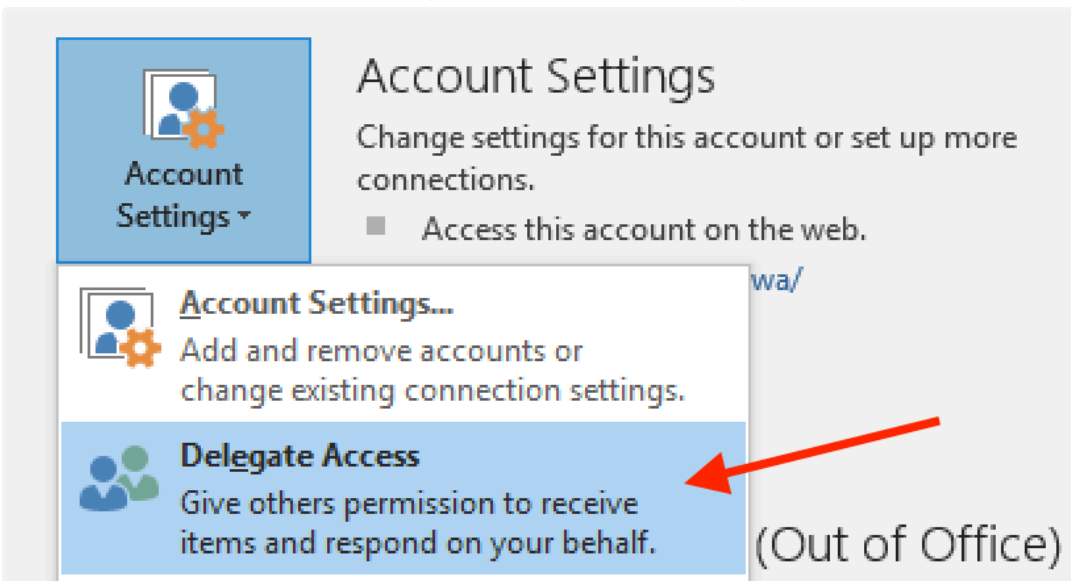 Account
Settings
Account Settings
Change settings for this account or set up more
connections.
Access this account on the web.
wa/
Account Settings...
Add and remove accounts or
change existing connection settings.
Delegate Access
Give others permission to receive
items and respond on your behalf.
(Out of Office)